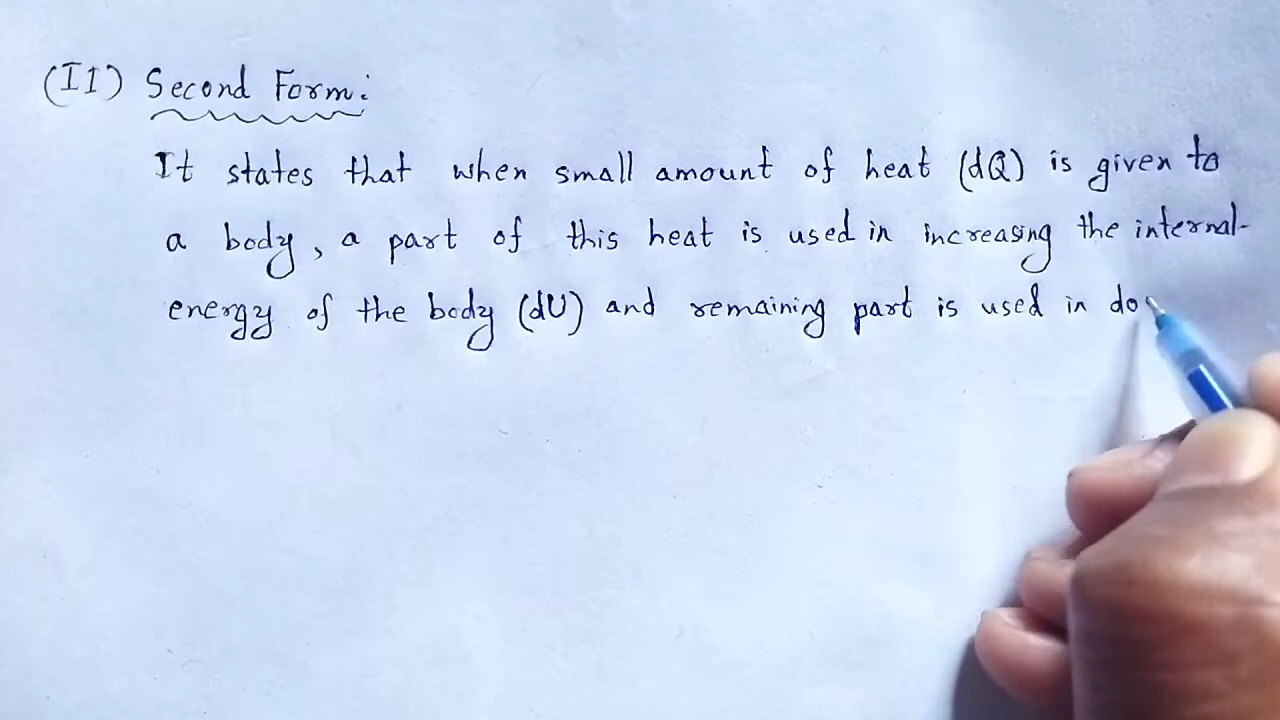 (II) Second Form:
It states that when small amount of heat (dQ) is given to
a body, a part of this heat is used in increasing the internal-
energy of the body (dU) and remaining part is used in do